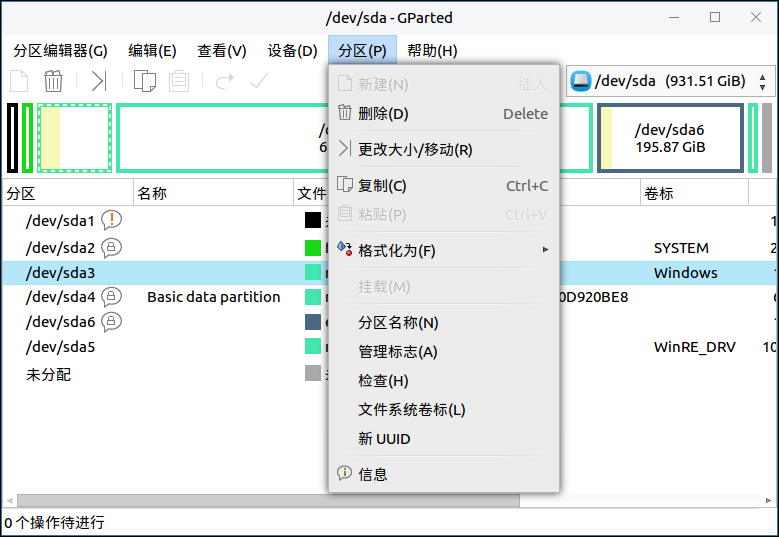 /dev/sda - GParted
分区编辑器(G) 编辑(E) 查看(V) 设备(D) 分区(P) 帮助(H)
/dev/sda (931.51 GiB)
/dev/sda6
195.87 GiB
分区 名称 文件 卷标
/dev/sda1
/dev/sda2 SYSTEM
/dev/sda3 Windows
/dev/sda4 Basic data partition 0D920BE8
/dev/sda6
/dev/sda5 WinRE_DRV 10
未分配
新建(N) 插入
删除(D) Delete
更改大小/移动(R)
复制(C) Ctrl+C
粘贴(P) Ctrl+V
格式化为(F)
挂载(M)
分区名称(N)
管理标志(A)
检查(H)
文件系统卷标(L)
新 UUID
信息
0 个操作待进行